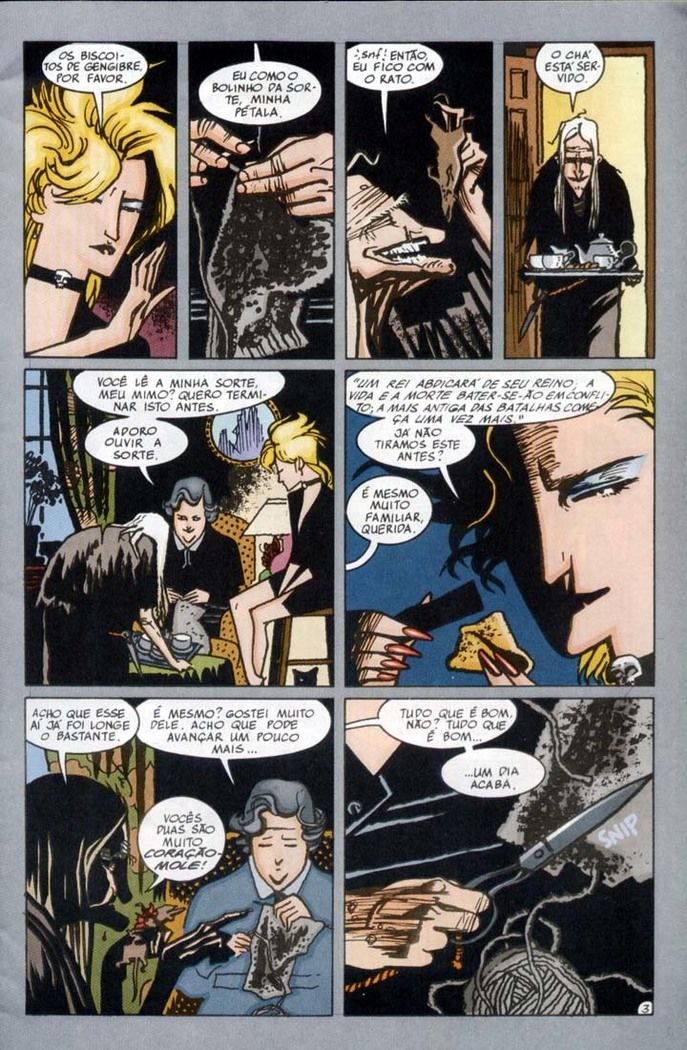 OS BISCOI-
TOS DE GENGIBRE,
POR FAVOR.
EU COMO O
BOLINHO DA SOR-
TE, MINHA
PÉTALA.
:,snf! ENTÃO,
EU FICO COM
O RATO.
O CHÁ
ESTÁ SER-
VIDO.
VOCÊ LÊ A MINHA SORTE,
MEU MIMO? QUERO TERMI-
NAR ISTO ANTES.
ADORO
OUVIR A
SORTE.
"UM REI ABDICARÁ DE SEU REINO; A
VIDA E A MORTE BATER-SE-ÃO EM CONFLI-
TO; A MAIS ANTIGA DAS BATALHAS COME-
ÇA UMA VEZ MAIS."
JÁ NÃO
TIRAMOS ESTE
ANTES?
É MESMO
MUITO
FAMILIAR,
QUERIDA.
ACHO QUE ESSE
AÍ JÁ FOI LONGE
O BASTANTE.
É MESMO? GOSTEI MUITO
DELE. ACHO QUE PODE
AVANÇAR UM POUCO
MAIS...
VOCÊS
DUAS SÃO
MUITO
CORAÇÃO-
MOLE!
TUDO QUE É BOM,
NÃO? TUDO QUE
É BOM...
...UM DIA
ACABA.
SNIP
3